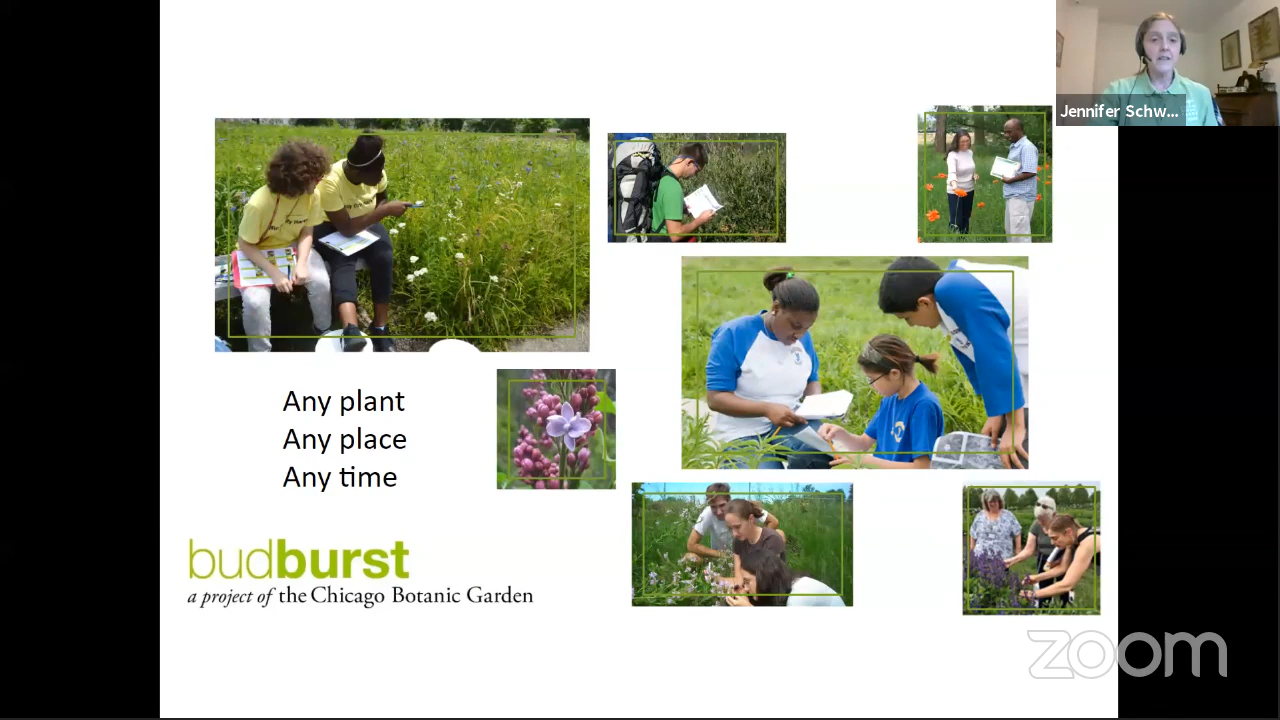 Jennifer Schw...
Any plant
Any place
Any time
budburst
a project of the Chicago Botanic Garden
zoom